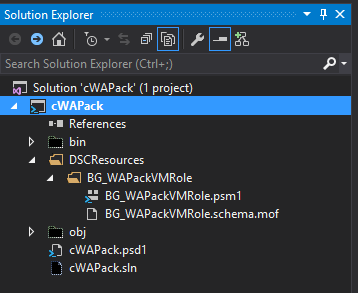 Solution Explorer
Search Solution Explorer (Ctrl+;)
Solution 'cWAPack' (1 project)
cWAPack
References
bin
DSCResources
BG_WAPackVMRole
BG_WAPackVMRole.psm1
BG_WAPackVMRole.schema.mof
obj
cWAPack.psd1
cWAPack.sln